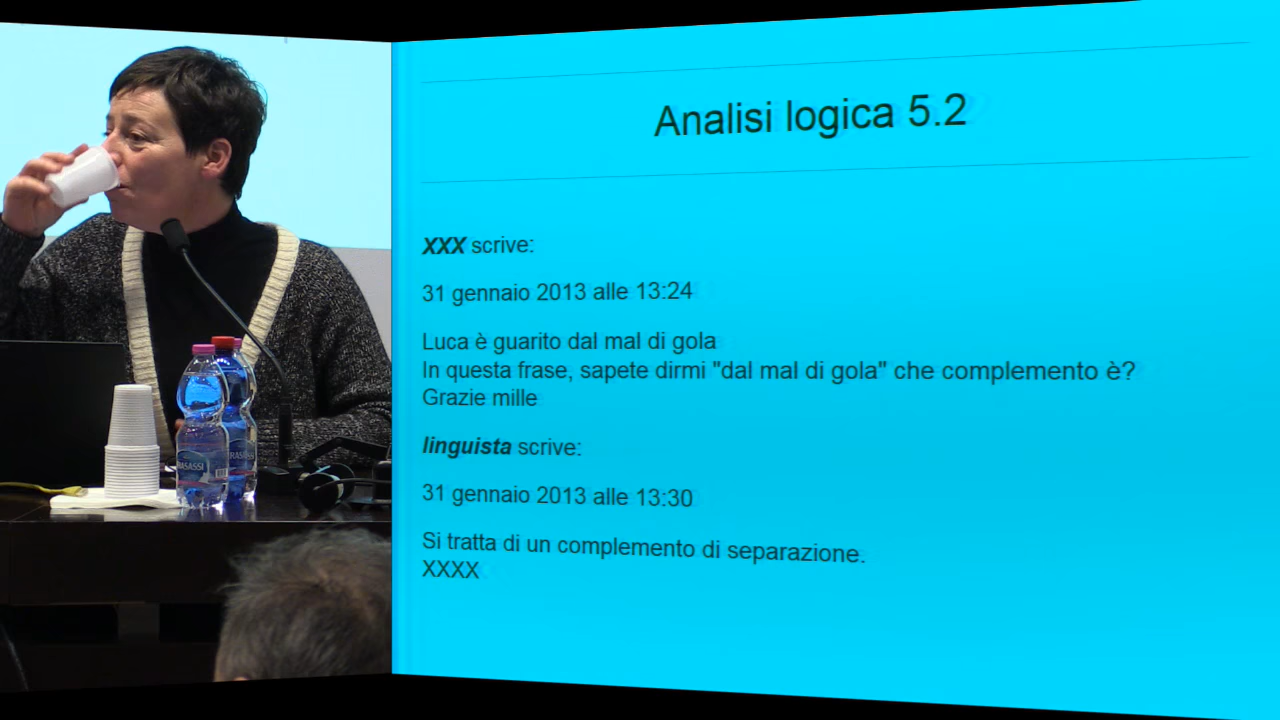 Analisi logica 5.2
XXX scrive:
31 gennaio 2013 alle 13:24
Luca è guarito dal mal di gola
In questa frase, sapete dirmi "dal mal di gola" che complemento è?
Grazie mille
linguista scrive:
31 gennaio 2013 alle 13:30
Si tratta di un complemento di separazione.
XXXX